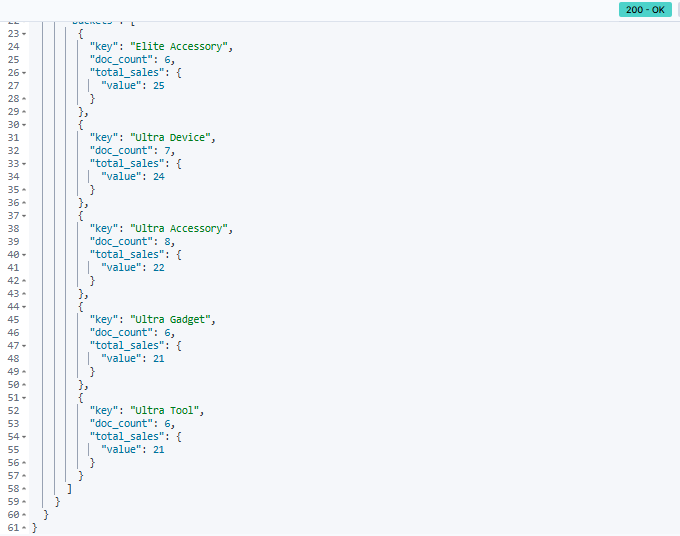 200 - OK
22 "buckets": [
23 {
24 "key": "Elite Accessory",
25 "doc_count": 6,
26 "total_sales": {
27 "value": 25
28 }
29 },
30 {
31 "key": "Ultra Device",
32 "doc_count": 7,
33 "total_sales": {
34 "value": 24
35 }
36 },
37 {
38 "key": "Ultra Accessory",
39 "doc_count": 8,
40 "total_sales": {
41 "value": 22
42 }
43 },
44 {
45 "key": "Ultra Gadget",
46 "doc_count": 6,
47 "total_sales": {
48 "value": 21
49 }
50 },
51 {
52 "key": "Ultra Tool",
53 "doc_count": 6,
54 "total_sales": {
55 "value": 21
56 }
57 }
58 ]
59 }
60 }
61 }